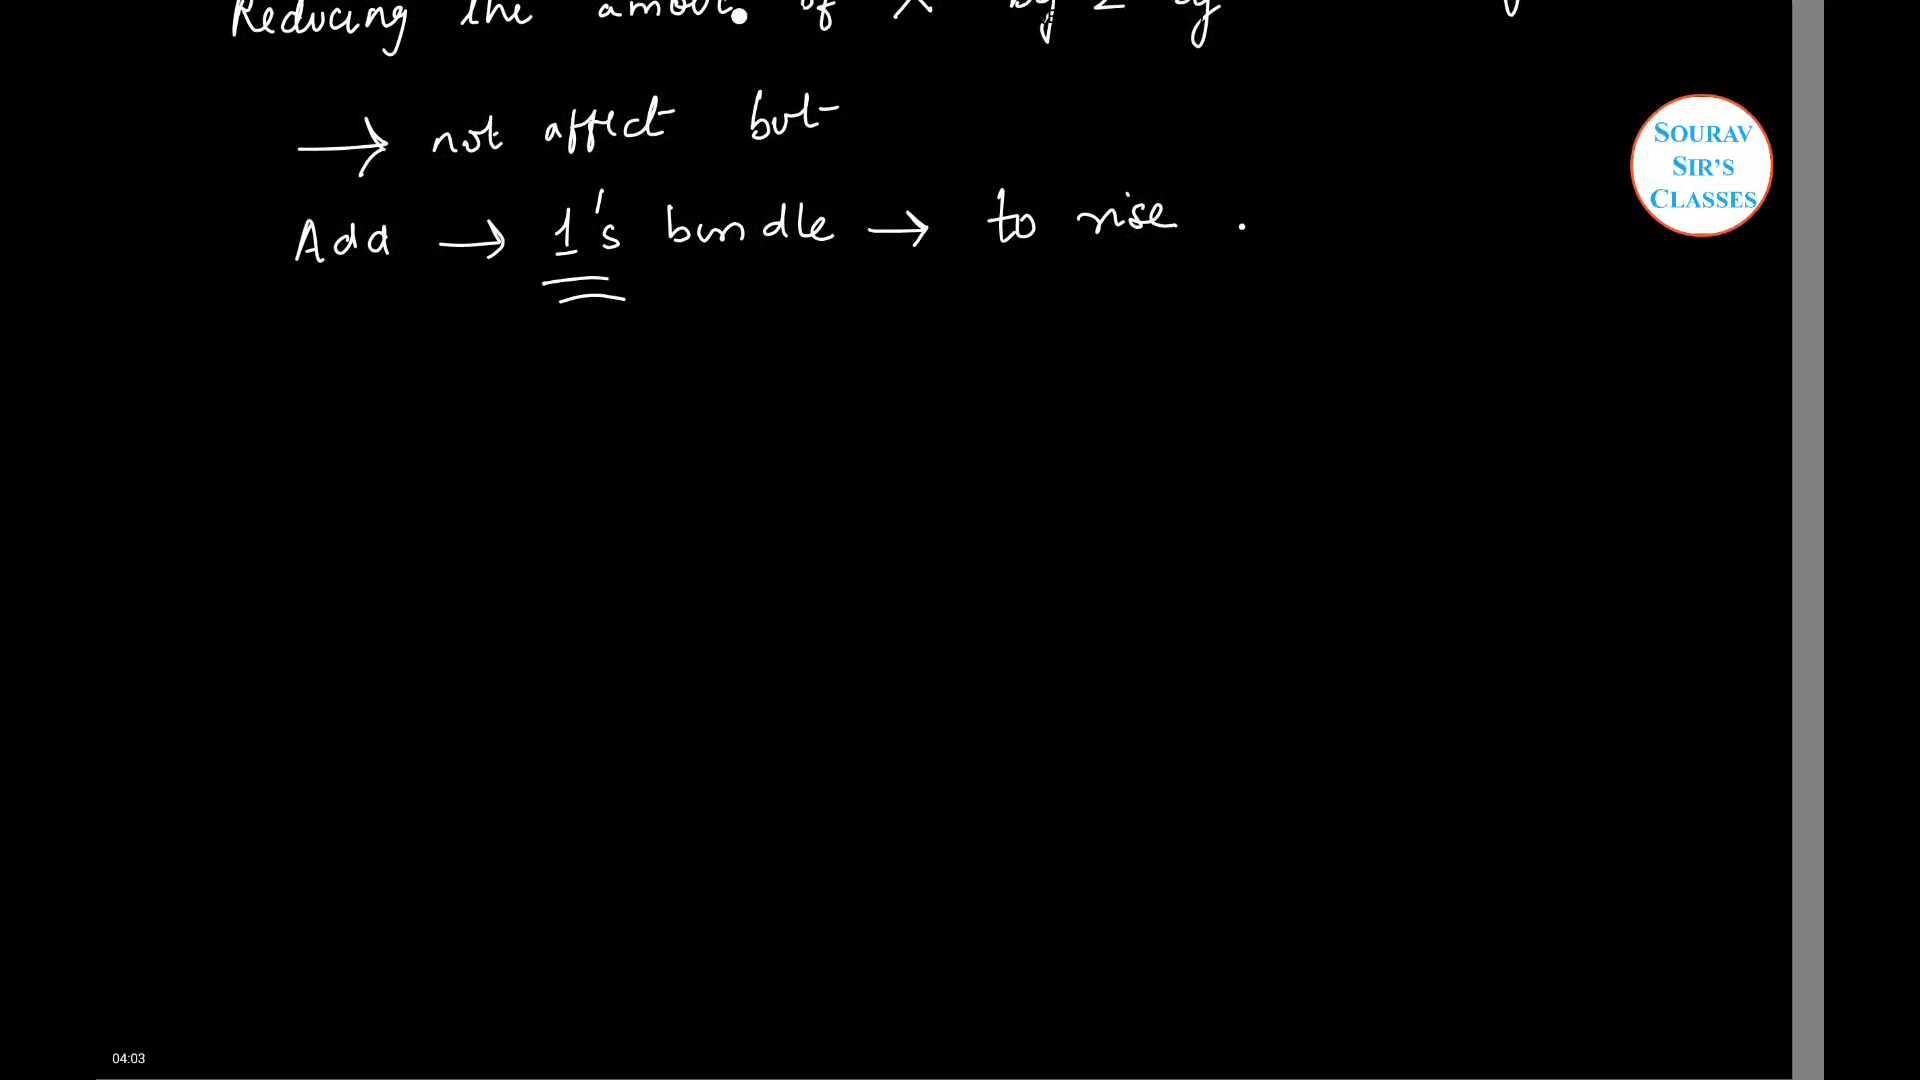 Reducing the amout of X by 2 by
→ not affect but
Add → 1's bundle → to rise .
SOURAV
SIR'S
CLASSES
04:03